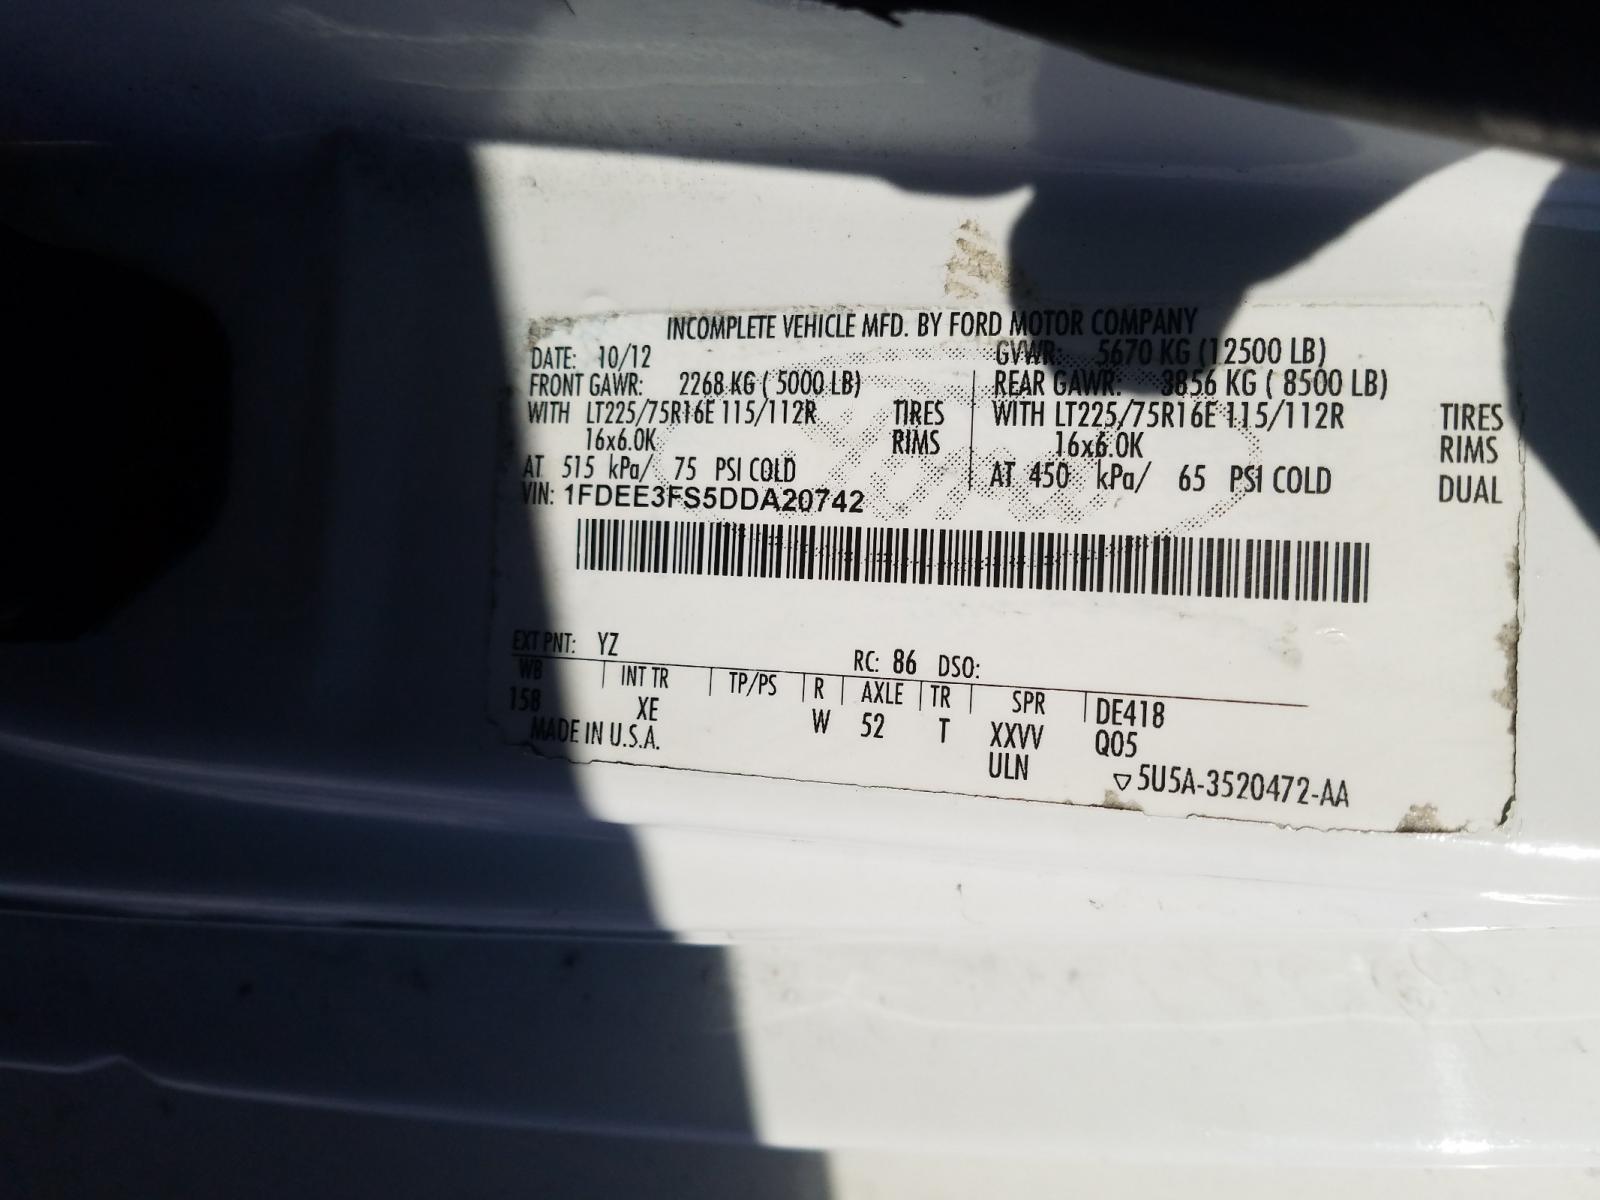 INCOMPLETE VEHICLE MFD. BY FORD MOTOR COMPANY
DATE: 10/12 GVWR: 5670 KG (12500 LB)
FRONT GAWR: 2268 KG ( 5000 LB) REAR GAWR: 3856 KG ( 8500 LB)
WITH LT225/75R16E 115/112R TIRES WITH LT225/75R16E 115/112R TIRES
16x6.0K RIMS 16x6.0K RIMS
AT 515 kPa/ 75 PSI COLD AT 450 kPa/ 65 PSI COLD DUAL
VIN: 1FDEE3FS5DDA20742
EXT PNT: YZ RC: 86 DSO:
WB INT TR TP/PS R AXLE TR SPR DE418
158 XE W 52 T XXVV Q05
MADE IN U.S.A. ULN ▽5U5A-3520472-AA